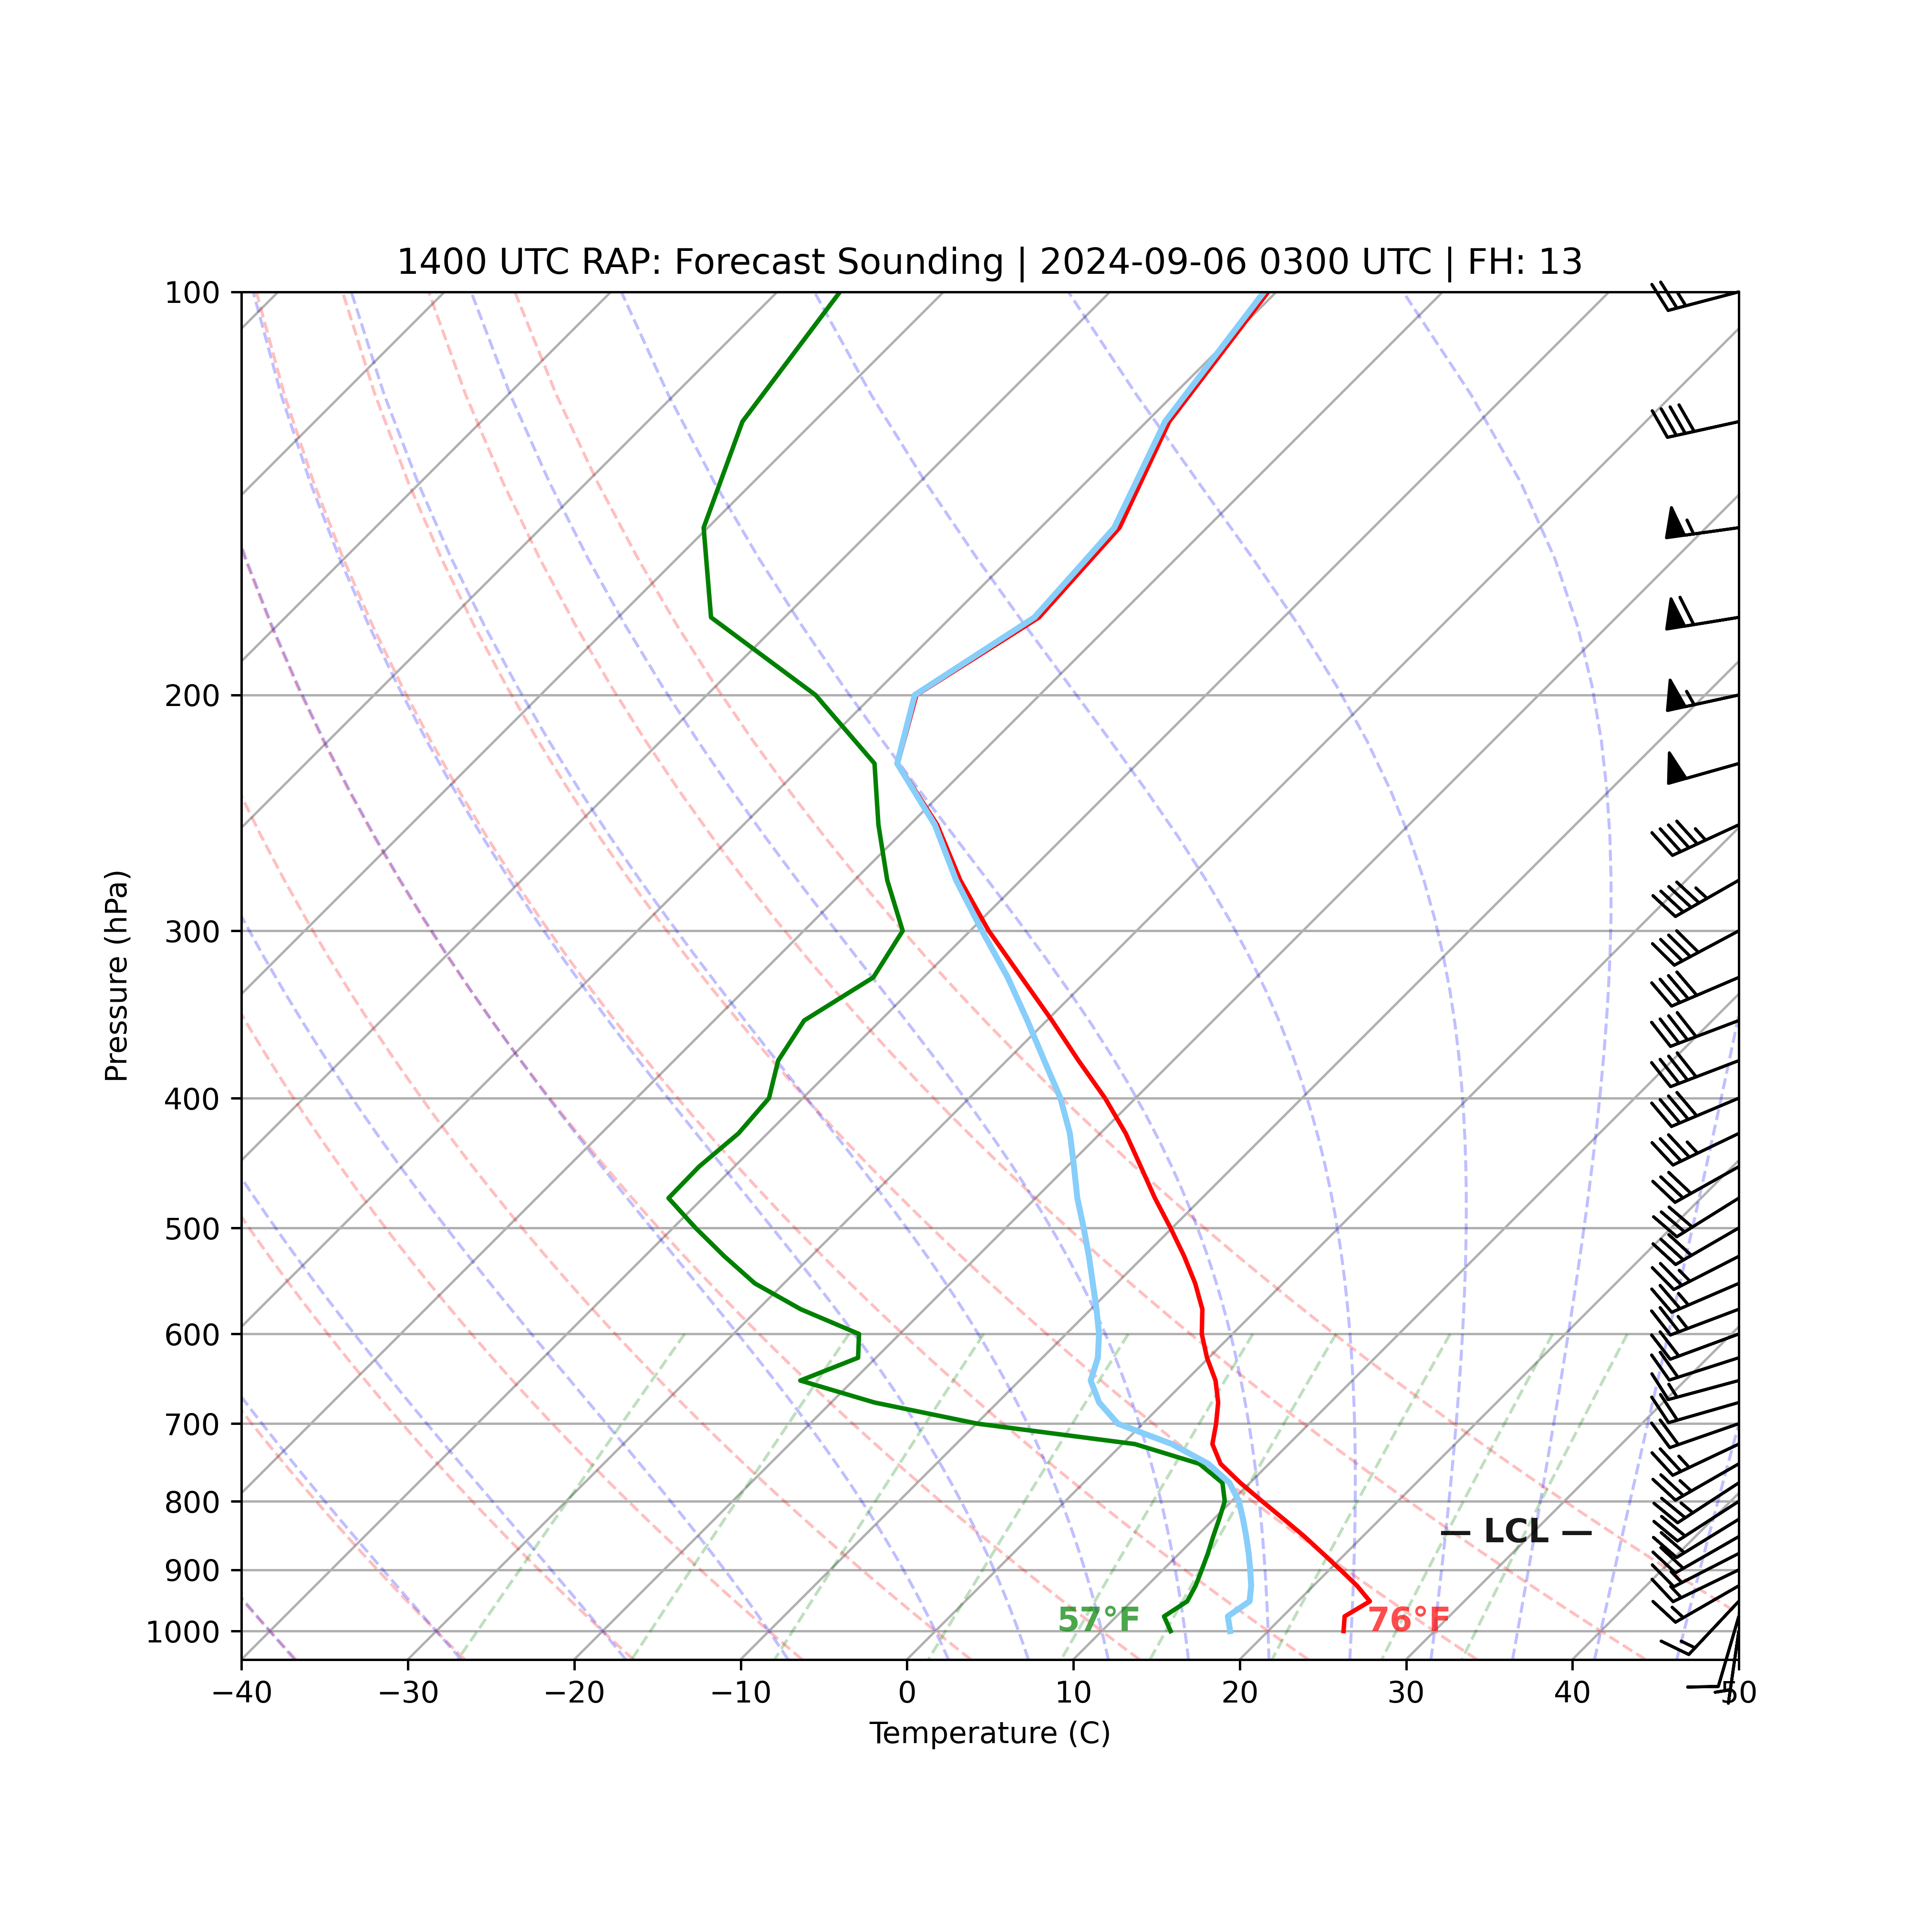 1400 UTC RAP: Forecast Sounding | 2024-09-06 0300 UTC | FH: 13
100
200
300
400
500
600
700
800
900
1000
Pressure (hPa)
— LCL —
57°F
76°F
−40 −30 −20 −10 0 10 20 30 40 50
Temperature (C)